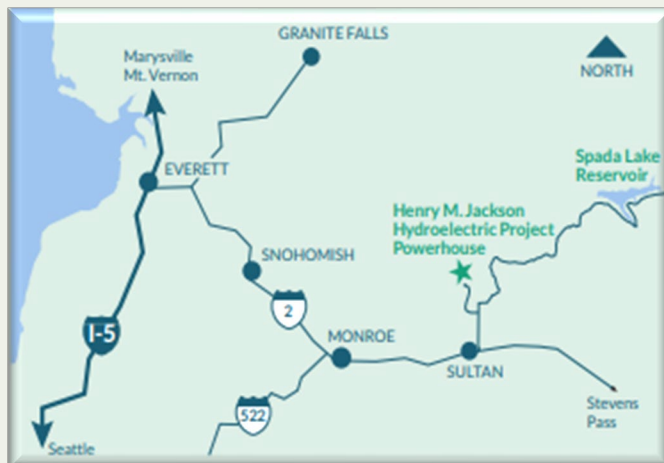 GRANITE FALLS
Marysville
Mt. Vernon
NORTH
EVERETT
Spada Lake
Reservoir
Henry M. Jackson
Hydroelectric Project
Powerhouse
SNOHOMISH
2
I-5
MONROE
SULTAN
522
Stevens
Pass
Seattle